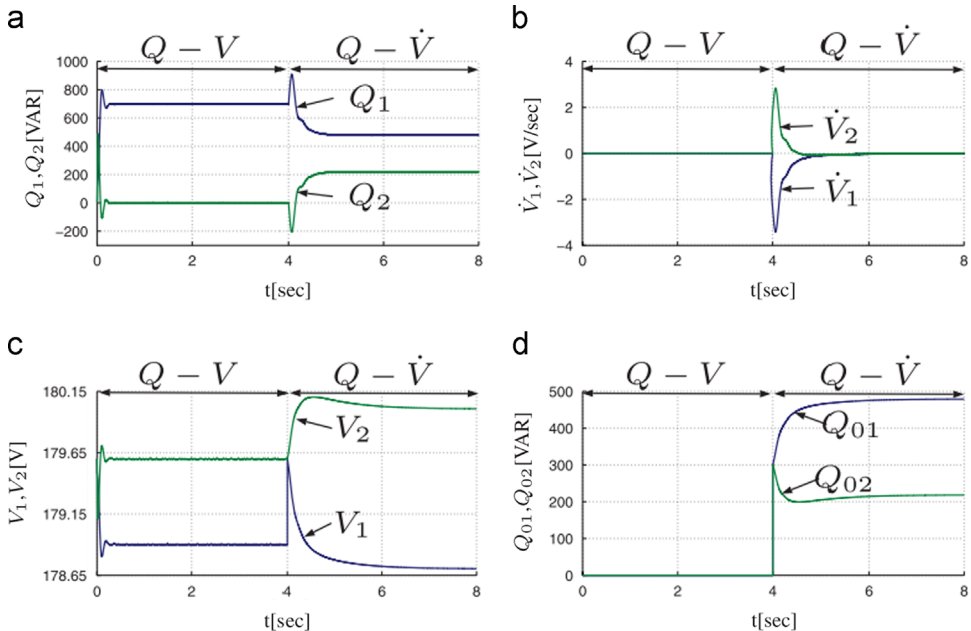 a
Q − V
Q − V̇
1000
800
600
400
200
0
−200
Q₁,Q₂[VAR]
Q₁
Q₂
0
2
4
6
8
t[sec]
b
Q − V
Q − V̇
4
2
0
−2
−4
V̇₁,V̇₂[V/sec]
V̇₂
V̇₁
0
2
4
6
8
t[sec]
c
Q − V
Q − V̇
180.15
179.65
179.15
178.65
V₁,V₂[V]
V₂
V₁
0
2
4
6
8
t[sec]
d
Q − V
Q − V̇
500
400
300
200
100
0
Q₀₁,Q₀₂[VAR]
Q₀₁
Q₀₂
0
2
4
6
8
t[sec]